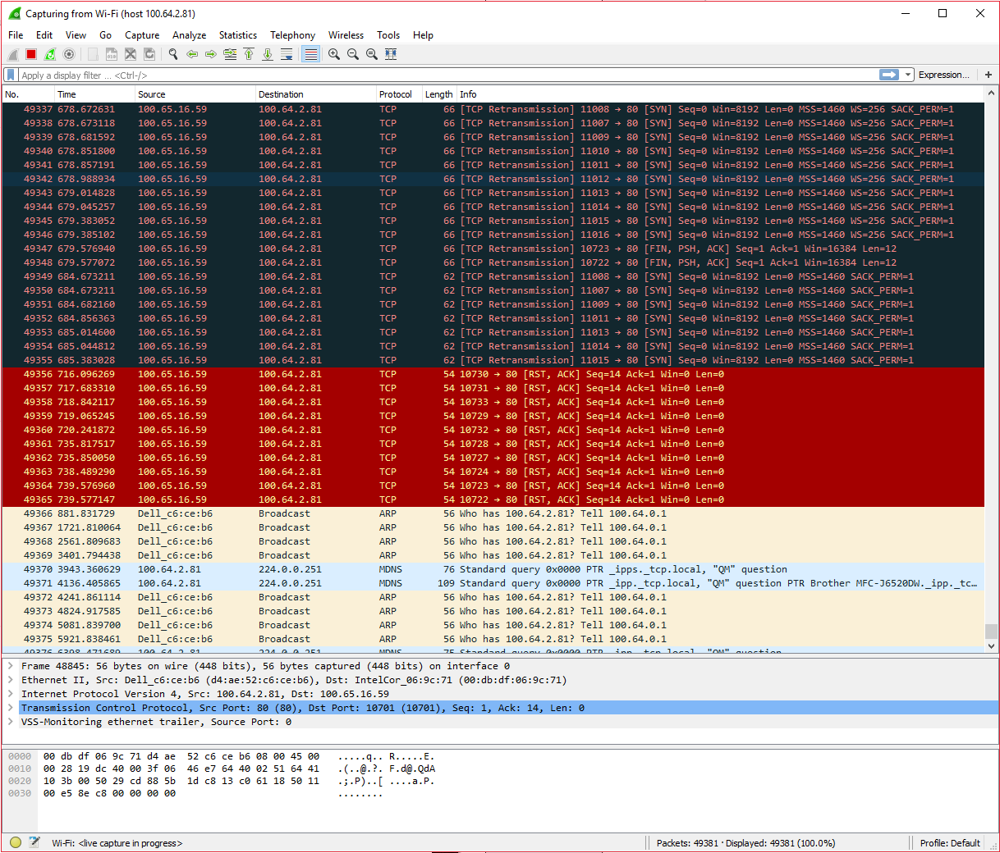 Capturing from Wi-Fi (host 100.64.2.81)
File Edit View Go Capture Analyze Statistics Telephony Wireless Tools Help
Apply a display filter ... <Ctrl-/> Expression... +
No. Time Source Destination Protocol Length Info
49337 678.672631 100.65.16.59 100.64.2.81 TCP 66 [TCP Retransmission] 11008 → 80 [SYN] Seq=0 Win=8192 Len=0 MSS=1460 WS=256 SACK_PERM=1
49338 678.673118 100.65.16.59 100.64.2.81 TCP 66 [TCP Retransmission] 11007 → 80 [SYN] Seq=0 Win=8192 Len=0 MSS=1460 WS=256 SACK_PERM=1
49339 678.681592 100.65.16.59 100.64.2.81 TCP 66 [TCP Retransmission] 11009 → 80 [SYN] Seq=0 Win=8192 Len=0 MSS=1460 WS=256 SACK_PERM=1
49340 678.851800 100.65.16.59 100.64.2.81 TCP 66 [TCP Retransmission] 11010 → 80 [SYN] Seq=0 Win=8192 Len=0 MSS=1460 WS=256 SACK_PERM=1
49341 678.857191 100.65.16.59 100.64.2.81 TCP 66 [TCP Retransmission] 11011 → 80 [SYN] Seq=0 Win=8192 Len=0 MSS=1460 WS=256 SACK_PERM=1
49342 678.988934 100.65.16.59 100.64.2.81 TCP 66 [TCP Retransmission] 11012 → 80 [SYN] Seq=0 Win=8192 Len=0 MSS=1460 WS=256 SACK_PERM=1
49343 679.014828 100.65.16.59 100.64.2.81 TCP 66 [TCP Retransmission] 11013 → 80 [SYN] Seq=0 Win=8192 Len=0 MSS=1460 WS=256 SACK_PERM=1
49344 679.045257 100.65.16.59 100.64.2.81 TCP 66 [TCP Retransmission] 11014 → 80 [SYN] Seq=0 Win=8192 Len=0 MSS=1460 WS=256 SACK_PERM=1
49345 679.383052 100.65.16.59 100.64.2.81 TCP 66 [TCP Retransmission] 11015 → 80 [SYN] Seq=0 Win=8192 Len=0 MSS=1460 WS=256 SACK_PERM=1
49346 679.385102 100.65.16.59 100.64.2.81 TCP 66 [TCP Retransmission] 11016 → 80 [SYN] Seq=0 Win=8192 Len=0 MSS=1460 WS=256 SACK_PERM=1
49347 679.576940 100.65.16.59 100.64.2.81 TCP 66 [TCP Retransmission] 10723 → 80 [FIN, PSH, ACK] Seq=1 Ack=1 Win=16384 Len=12
49348 679.577072 100.65.16.59 100.64.2.81 TCP 66 [TCP Retransmission] 10722 → 80 [FIN, PSH, ACK] Seq=1 Ack=1 Win=16384 Len=12
49349 684.673211 100.65.16.59 100.64.2.81 TCP 62 [TCP Retransmission] 11008 → 80 [SYN] Seq=0 Win=8192 Len=0 MSS=1460 SACK_PERM=1
49350 684.673211 100.65.16.59 100.64.2.81 TCP 62 [TCP Retransmission] 11007 → 80 [SYN] Seq=0 Win=8192 Len=0 MSS=1460 SACK_PERM=1
49351 684.682160 100.65.16.59 100.64.2.81 TCP 62 [TCP Retransmission] 11009 → 80 [SYN] Seq=0 Win=8192 Len=0 MSS=1460 SACK_PERM=1
49352 684.856363 100.65.16.59 100.64.2.81 TCP 62 [TCP Retransmission] 11011 → 80 [SYN] Seq=0 Win=8192 Len=0 MSS=1460 SACK_PERM=1
49353 685.014600 100.65.16.59 100.64.2.81 TCP 62 [TCP Retransmission] 11013 → 80 [SYN] Seq=0 Win=8192 Len=0 MSS=1460 SACK_PERM=1
49354 685.044812 100.65.16.59 100.64.2.81 TCP 62 [TCP Retransmission] 11014 → 80 [SYN] Seq=0 Win=8192 Len=0 MSS=1460 SACK_PERM=1
49355 685.383028 100.65.16.59 100.64.2.81 TCP 62 [TCP Retransmission] 11015 → 80 [SYN] Seq=0 Win=8192 Len=0 MSS=1460 SACK_PERM=1
49356 716.096269 100.65.16.59 100.64.2.81 TCP 54 10730 → 80 [RST, ACK] Seq=14 Ack=1 Win=0 Len=0
49357 717.683310 100.65.16.59 100.64.2.81 TCP 54 10731 → 80 [RST, ACK] Seq=14 Ack=1 Win=0 Len=0
49358 718.842117 100.65.16.59 100.64.2.81 TCP 54 10733 → 80 [RST, ACK] Seq=14 Ack=1 Win=0 Len=0
49359 719.065245 100.65.16.59 100.64.2.81 TCP 54 10729 → 80 [RST, ACK] Seq=14 Ack=1 Win=0 Len=0
49360 720.241872 100.65.16.59 100.64.2.81 TCP 54 10732 → 80 [RST, ACK] Seq=14 Ack=1 Win=0 Len=0
49361 735.817517 100.65.16.59 100.64.2.81 TCP 54 10728 → 80 [RST, ACK] Seq=14 Ack=1 Win=0 Len=0
49362 735.850050 100.65.16.59 100.64.2.81 TCP 54 10727 → 80 [RST, ACK] Seq=14 Ack=1 Win=0 Len=0
49363 738.489290 100.65.16.59 100.64.2.81 TCP 54 10724 → 80 [RST, ACK] Seq=14 Ack=1 Win=0 Len=0
49364 739.576960 100.65.16.59 100.64.2.81 TCP 54 10723 → 80 [RST, ACK] Seq=14 Ack=1 Win=0 Len=0
49365 739.577147 100.65.16.59 100.64.2.81 TCP 54 10722 → 80 [RST, ACK] Seq=14 Ack=1 Win=0 Len=0
49366 881.831729 Dell_c6:ce:b6 Broadcast ARP 56 Who has 100.64.2.81? Tell 100.64.0.1
49367 1721.810064 Dell_c6:ce:b6 Broadcast ARP 56 Who has 100.64.2.81? Tell 100.64.0.1
49368 2561.809683 Dell_c6:ce:b6 Broadcast ARP 56 Who has 100.64.2.81? Tell 100.64.0.1
49369 3401.794438 Dell_c6:ce:b6 Broadcast ARP 56 Who has 100.64.2.81? Tell 100.64.0.1
49370 3943.360629 100.64.2.81 224.0.0.251 MDNS 76 Standard query 0x0000 PTR _ipps._tcp.local, "QM" question
49371 4136.405865 100.64.2.81 224.0.0.251 MDNS 109 Standard query 0x0000 PTR _ipp._tcp.local, "QM" question PTR Brother MFC-J6520DW._ipp._tc…
49372 4241.861114 Dell_c6:ce:b6 Broadcast ARP 56 Who has 100.64.2.81? Tell 100.64.0.1
49373 4824.917585 Dell_c6:ce:b6 Broadcast ARP 56 Who has 100.64.2.81? Tell 100.64.0.1
49374 5081.839700 Dell_c6:ce:b6 Broadcast ARP 56 Who has 100.64.2.81? Tell 100.64.0.1
49375 5921.838461 Dell_c6:ce:b6 Broadcast ARP 56 Who has 100.64.2.81? Tell 100.64.0.1
49376 6398.471689 100.64.2.81 224.0.0.251 MDNS 75 Standard query 0x0000 PTR _ipp._tcp.local, "QM" question
Frame 48845: 56 bytes on wire (448 bits), 56 bytes captured (448 bits) on interface 0
Ethernet II, Src: Dell_c6:ce:b6 (d4:ae:52:c6:ce:b6), Dst: IntelCor_06:9c:71 (00:db:df:06:9c:71)
Internet Protocol Version 4, Src: 100.64.2.81, Dst: 100.65.16.59
Transmission Control Protocol, Src Port: 80 (80), Dst Port: 10701 (10701), Seq: 1, Ack: 14, Len: 0
VSS-Monitoring ethernet trailer, Source Port: 0
0000 00 db df 06 9c 71 d4 ae 52 c6 ce b6 08 00 45 00 .....q.. R.....E.
0010 00 28 19 dc 40 00 3f 06 46 e7 64 40 02 51 64 41 .(..@.?. F.d@.QdA
0020 10 3b 00 50 29 cd 88 5b 1d c8 13 c0 61 18 50 11 .;.P)..[ ....a.P.
0030 00 e5 8e c8 00 00 00 00 ........
Wi-Fi: <live capture in progress> Packets: 49381 · Displayed: 49381 (100.0%) Profile: Default